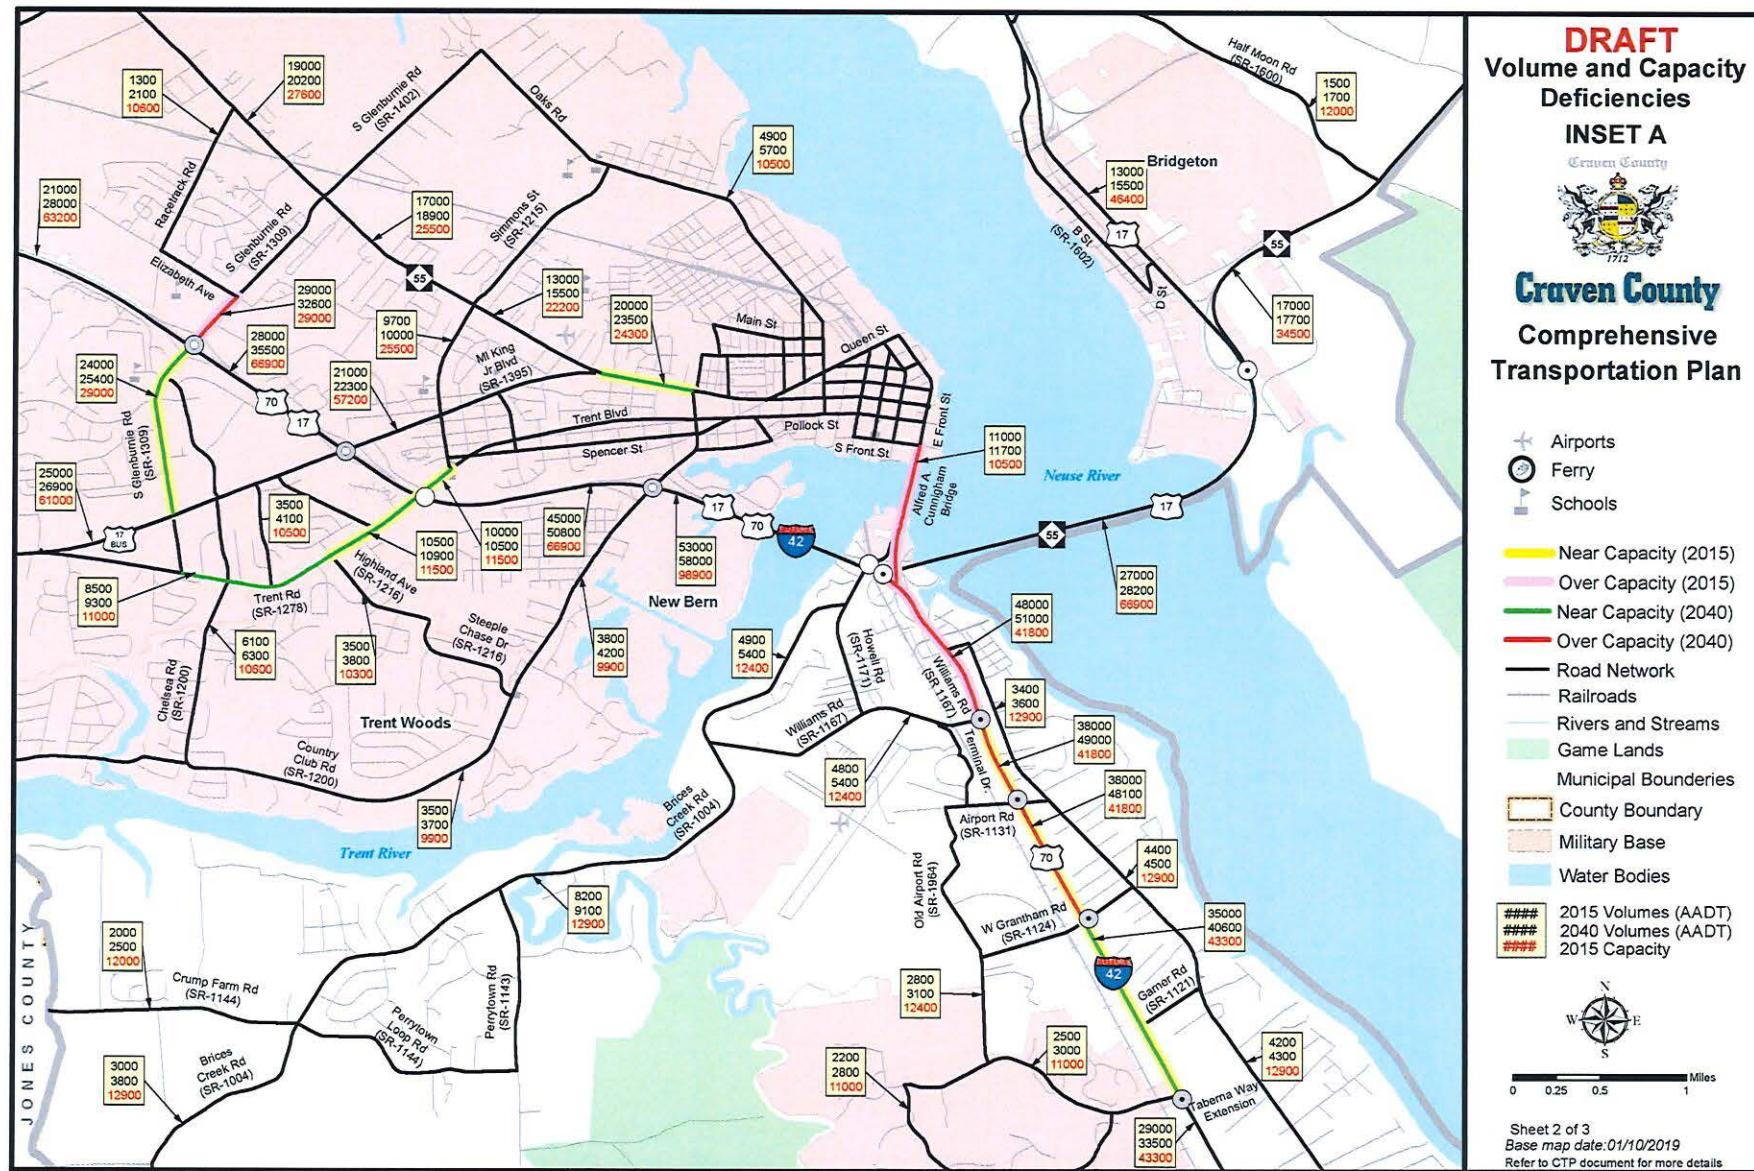 DRAFT
Volume and Capacity
Deficiencies
INSET A
Craven County
1712
Craven County
Comprehensive
Transportation Plan
Airports
Ferry
Schools
Near Capacity (2015)
Over Capacity (2015)
Near Capacity (2040)
Over Capacity (2040)
Road Network
Railroads
Rivers and Streams
Game Lands
Municipal Bounderies
County Boundary
Military Base
Water Bodies
#### 2015 Volumes (AADT)
#### 2040 Volumes (AADT)
#### 2015 Capacity
N
W E
S
0 0.25 0.5 1 Miles
Sheet 2 of 3
Base map date:01/10/2019
Refer to CTP document for more details
1300
2100
10600
19000
20200
27600
S Glenburnie Rd
(SR-1402)
Oaks Rd
4900
5700
10500
Half Moon Rd
(SR-1600)
1500
1700
12000
Bridgeton
13000
15500
46400
17
B St
(SR-1602)
D St
55
17000
17700
34500
21000
28000
63200
Racetrack Rd
S Glenburnie Rd
(SR-1309)
Elizabeth Ave
17000
18900
25500
Simmons St
(SR-1215)
55
29000
32600
29000
28000
35500
66900
9700
10000
25500
13000
15500
22200
20000
23500
24300
Main St
Queen St
24000
25400
29000
70
17
21000
22300
57200
Ml King
Jr Blvd
(SR-1395)
Trent Blvd
Pollock St
Spencer St
S Front St
E Front St
11000
11700
10500
Alfred A.
Cunnigham
Bridge
Neuse River
S Glenburnie Rd
(SR-1309)
25000
26900
61000
17
BUS
3500
4100
10500
10500
10900
11500
10000
10500
11500
45000
50800
66900
53000
58000
98900
17
70
42
55
17
27000
28200
66900
8500
9300
11000
Trent Rd
(SR-1278)
Highland Ave
(SR-1216)
New Bern
Chelsea Rd
(SR-1200)
6100
6300
10600
3500
3800
10300
Steeple
Chase Dr
(SR-1216)
3800
4200
9900
4900
5400
12400
Howell Rd
(SR-1171)
Williams Rd
(SR 1167)
48000
51000
41800
3400
3600
12900
Trent Woods
Country
Club Rd
(SR-1200)
3500
3700
9900
Williams Rd
(SR-1167)
Terminal Dr.
38000
49000
41800
4800
5400
12400
38000
48100
41800
Brices
Creek Rd
(SR-1004)
Airport Rd
(SR-1131)
70
4400
4500
12900
Trent River
Old Airport Rd
(SR-1964)
8200
9100
12900
W Grantham Rd
(SR-1124)
35000
40600
43300
JONES COUNTY
2000
2500
12000
Crump Farm Rd
(SR-1144)
Perrytown Rd
(SR-1143)
42
Garner Rd
(SR-1121)
2800
3100
12400
Perrytown
Loop Rd
(SR-1144)
2500
3000
11000
4200
4300
12900
3000
3800
12900
Brices
Creek Rd
(SR-1004)
2200
2800
11000
Taberna Way
Extension
29000
33500
43300